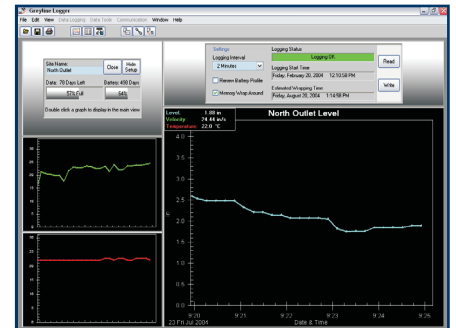 Greyline Logger
File Edit View Data Logging Data Tools Communication Window Help
Site Name:
North Outlet
Close
Hide Setup
Data: 78 Days Left
Battery: 498 Days
57% Full
64%
Double click a graph to display in the main view
Settings
Logging Interval
2 Minutes
Renew Battery Profile
Memory Wrap Around
Logging Status
Logging OK
Logging Start Time
Friday, February 20, 2004 12:10:58 PM
Estimated Wrapping Time
Friday, August 20, 2004 1:14:58 PM
Read
Write
Level: 1.88 m
Velocity 24.44 in/s
Temperature 22.0 °C
North Outlet Level
4.0
3.5
3.0
2.5
2.0
1.5
1.0
0.5
0.0
9:20 9:21 9:22 9:23 9:24 9:25
23 Fri Jul 2004
Date & Time